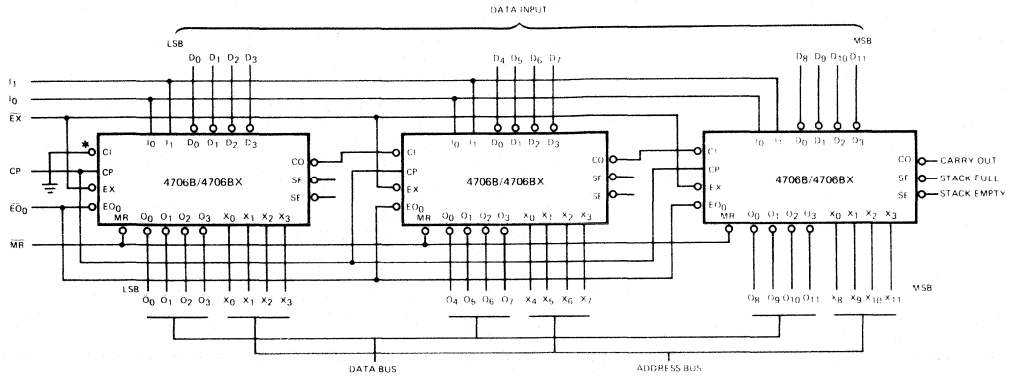 DATA INPUT
LSB MSB
D0 D1 D2 D3 D4 D5 D6 D7 D8 D9 D10 D11
I1
I0
EX
CP
EO0
MR
I0 I1 D0 D1 D2 D3 I0 I1 D0 D1 D2 D3 I0 I1 D0 D1 D2 D3
* CI CO CI CO CI CO CARRY OUT
CP SF CP SF CP SF STACK FULL
4706B/4706BX 4706B/4706BX 4706B/4706BX
EX SE EX SE EX SE STACK EMPTY
EO0 EO0 EO0
MR O0 O1 O2 O3 X0 X1 X2 X3 MR O0 O1 O2 O3 X0 X1 X2 X3 MR O0 O1 O2 O3 X0 X1 X2 X3
LSB MSB
O0 O1 O2 O3 X0 X1 X2 X3 O4 O5 O6 O7 X4 X5 X6 X7 O8 O9 O10 O11 X8 X9 X10 X11
DATA BUS ADDRESS BUS